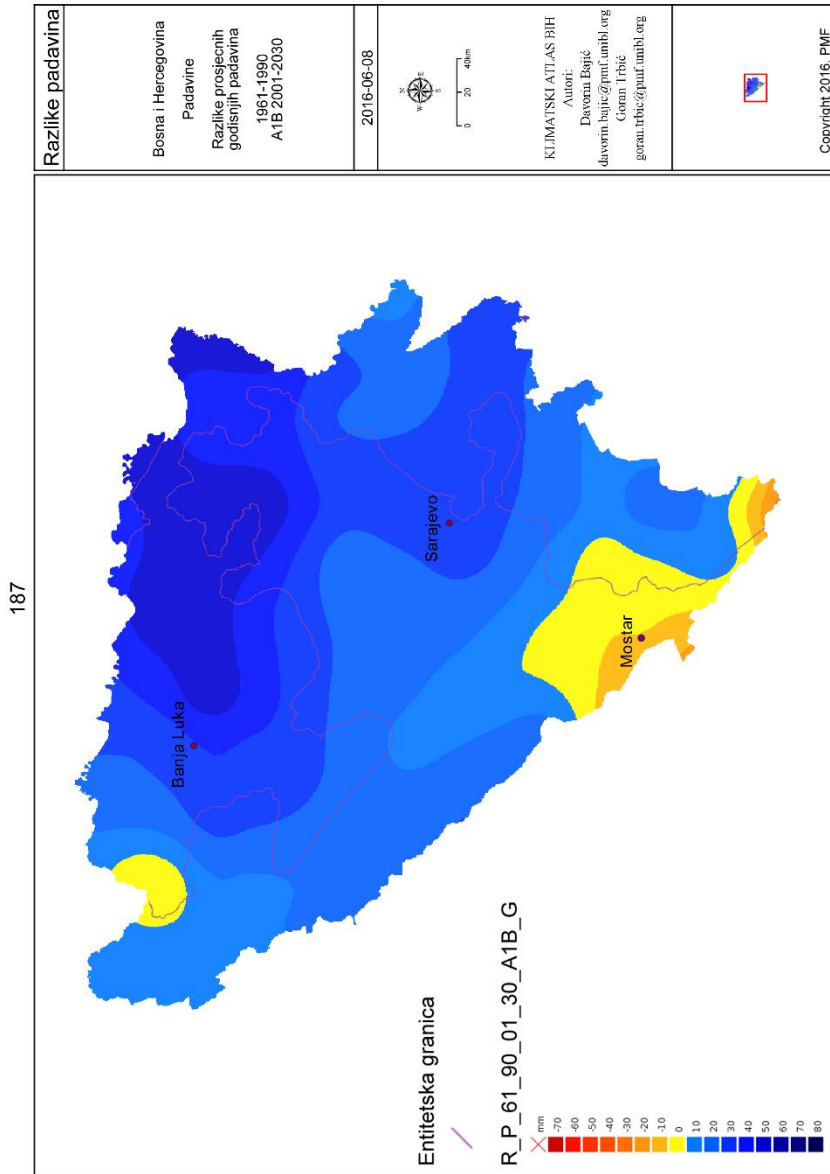 187
Razlike padavina
Bosna i Hercegovina
Padavine
Razlike prosjecnih
godisnjih padavina
1961-1990
A1B 2001-2030
2016-06-08
N
W
E
S
0
20
40km
KLIMATSKI ATLAS BIH
Autori:
Davorin Bajić
davorin.bajic@pmf.unibl.org
Goran Trbić
goran.trbic@pmf.unibl.org
Copyright 2016, PMF
Banja Luka
Sarajevo
Mostar
Entitetska granica
R_P_61_90_01_30_A1B_G
mm
-70
-60
-50
-40
-30
-20
-10
0
10
20
30
40
50
60
70
80